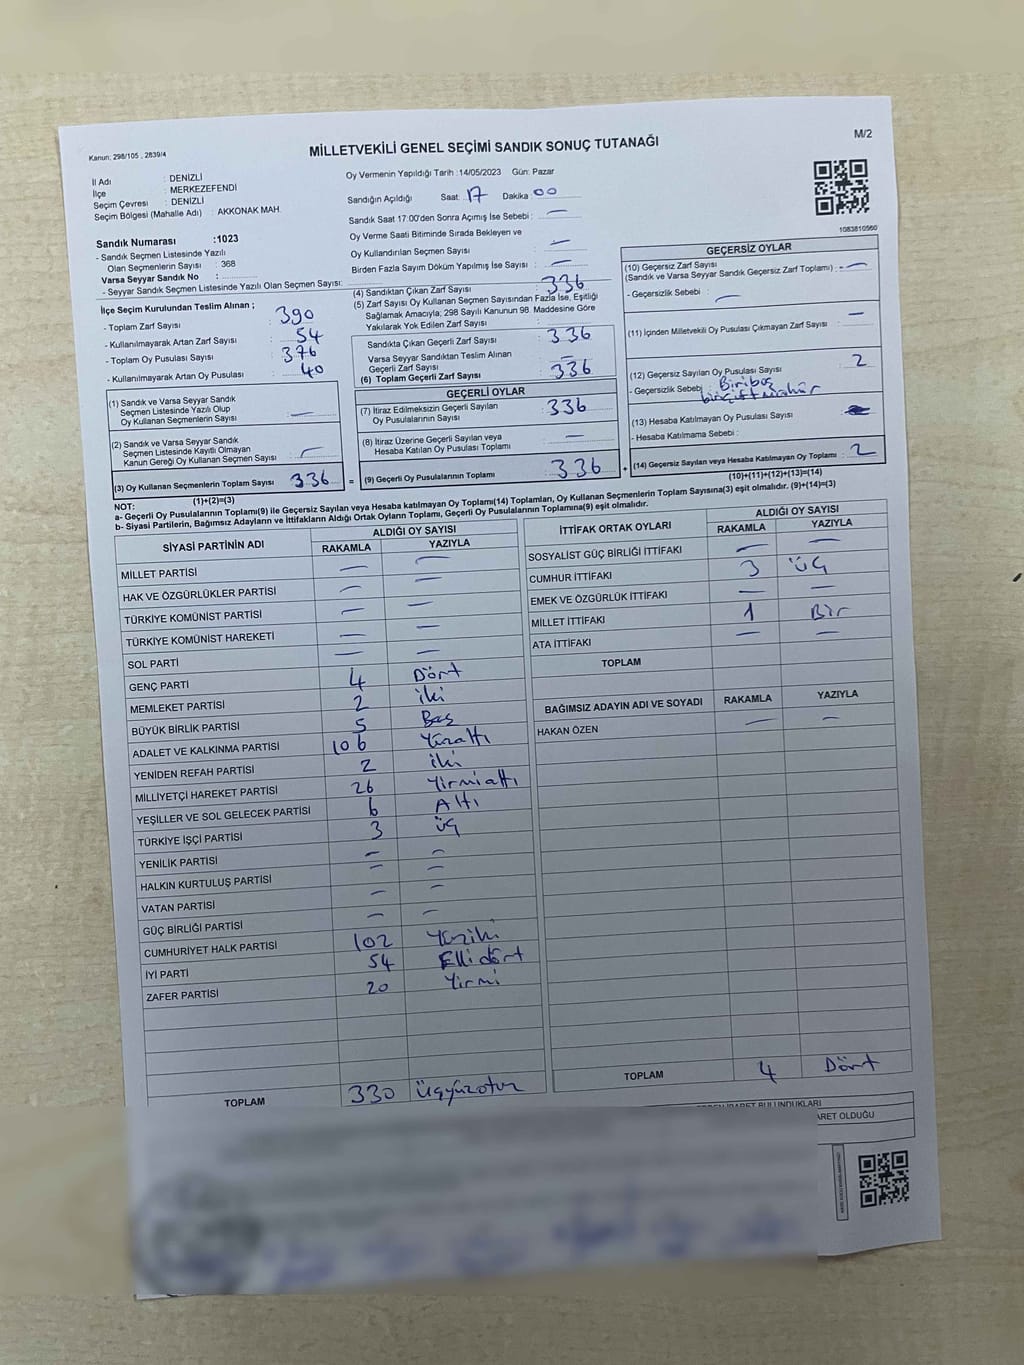 Kanun: 298/105 , 2839/4
MİLLETVEKİLİ GENEL SEÇİMİ SANDIK SONUÇ TUTANAĞI
M/2
İl Adı : DENİZLİ
İlçe : MERKEZEFENDİ
Seçim Çevresi : DENİZLİ
Seçim Bölgesi (Mahalle Adı) : AKKONAK MAH.
Sandık Numarası :1023
- Sandık Seçmen Listesinde Yazılı
Olan Seçmenlerin Sayısı : 368
Varsa Seyyar Sandık No :
- Seyyar Sandık Seçmen Listesinde Yazılı Olan Seçmen Sayısı:
Oy Vermenin Yapıldığı Tarih :14/05/2023 Gün: Pazar
Sandığın Açıldığı Saat: 17 Dakika : 00
Sandık Saat 17:00'den Sonra Açımış İse Sebebi : —
Oy Verme Saati Bitiminde Sırada Bekleyen ve
Oy Kullandırılan Seçmen Sayısı : —
Birden Fazla Sayım Döküm Yapılmış İse Sayısı : —
1083810560
İlçe Seçim Kurulundan Teslim Alınan ;
- Toplam Zarf Sayısı : 390
- Kullanılmayarak Artan Zarf Sayısı : 54
- Toplam Oy Pusulası Sayısı : 376
- Kullanılmayarak Artan Oy Pusulası : 40
(1) Sandık ve Varsa Seyyar Sandık
Seçmen Listesinde Yazılı Olup
Oy Kullanan Seçmenlerin Sayısı : —
(2) Sandık ve Varsa Seyyar Sandık
Seçmen Listesinde Kayıtlı Olmayan
Kanun Gereği Oy Kullanan Seçmen Sayısı : —
(3) Oy Kullanan Seçmenlerin Toplam Sayısı : 336
(1)+(2)=(3)
(4) Sandıktan Çıkan Zarf Sayısı : 336
(5) Zarf Sayısı Oy Kullanan Seçmen Sayısından Fazla İse, Eşitliği
Sağlamak Amacıyla; 298 Sayılı Kanunun 98. Maddesine Göre
Yakılarak Yok Edilen Zarf Sayısı :
Sandıkta Çıkan Geçerli Zarf Sayısı : 336
Varsa Seyyar Sandıktan Teslim Alınan
Geçerli Zarf Sayısı : —
(6) Toplam Geçerli Zarf Sayısı : 336
=
GEÇERLİ OYLAR
(7) İtiraz Edilmeksizin Geçerli Sayılan
Oy Pusulalarının Sayısı : 336
(8) İtiraz Üzerine Geçerli Sayılan veya
Hesaba Katılan Oy Pusulası Toplamı : —
(9) Geçerli Oy Pusulalarının Toplamı : 336
+
GEÇERSİZ OYLAR
(10) Geçersiz Zarf Sayısı
(Sandık ve Varsa Seyyar Sandık Geçersiz Zarf Toplamı) : —
- Geçersizlik Sebebi : —
(11) İçinden Milletvekili Oy Pusulası Çıkmayan Zarf Sayısı : —
(12) Geçersiz Sayılan Oy Pusulası Sayısı : 2
- Geçersizlik Sebebi : Biri boş
bir çift mühür
(13) Hesaba Katılmayan Oy Pusulası Sayısı :
- Hesaba Katılmama Sebebi :
(14) Geçersiz Sayılan veya Hesaba Katılmayan Oy Toplamı : 2
(10)+(11)+(12)+(13)=(14)
NOT:
a- Geçerli Oy Pusulalarının Toplamı(9) ile Geçersiz Sayılan veya Hesaba katılmayan Oy Toplamı(14) Toplamları, Oy Kullanan Seçmenlerin Toplam Sayısına(3) eşit olmalıdır. (9)+(14)=(3)
b- Siyasi Partilerin, Bağımsız Adayların ve İttifakların Aldığı Ortak Oyların Toplamı, Geçerli Oy Pusulalarının Toplamına(9) eşit olmalıdır.
SİYASİ PARTİNİN ADI ALDIĞI OY SAYISI
RAKAMLA YAZIYLA
MİLLET PARTİSİ — —
HAK VE ÖZGÜRLÜKLER PARTİSİ — —
TÜRKİYE KOMÜNİST PARTİSİ — —
TÜRKİYE KOMÜNİST HAREKETİ — —
SOL PARTİ — —
GENÇ PARTİ 4 Dört
MEMLEKET PARTİSİ 2 iki
BÜYÜK BİRLİK PARTİSİ 5 Beş
ADALET VE KALKINMA PARTİSİ 106 Yüzaltı
YENİDEN REFAH PARTİSİ 2 iki
MİLLİYETÇİ HAREKET PARTİSİ 26 Yirmialtı
YEŞİLLER VE SOL GELECEK PARTİSİ 6 Altı
TÜRKİYE İŞÇİ PARTİSİ 3 üç
YENİLİK PARTİSİ — —
HALKIN KURTULUŞ PARTİSİ — —
VATAN PARTİSİ — —
GÜÇ BİRLİĞİ PARTİSİ — —
CUMHURİYET HALK PARTİSİ 102 Yüziki
İYİ PARTİ 54 Ellidört
ZAFER PARTİSİ 20 Yirmi
TOPLAM 330 Üçyüzotuz
İTTİFAK ORTAK OYLARI ALDIĞI OY SAYISI
RAKAMLA YAZIYLA
SOSYALİST GÜÇ BİRLİĞİ İTTİFAKI — —
CUMHUR İTTİFAKI 3 üç
EMEK VE ÖZGÜRLÜK İTTİFAKI — —
MİLLET İTTİFAKI 1 Bir
ATA İTTİFAKI — —
TOPLAM
BAĞIMSIZ ADAYIN ADI VE SOYADI RAKAMLA YAZIYLA
HAKAN ÖZEN — —
TOPLAM 4 Dört
İŞARET BULUNDUKLARI
ARET OLDUĞU